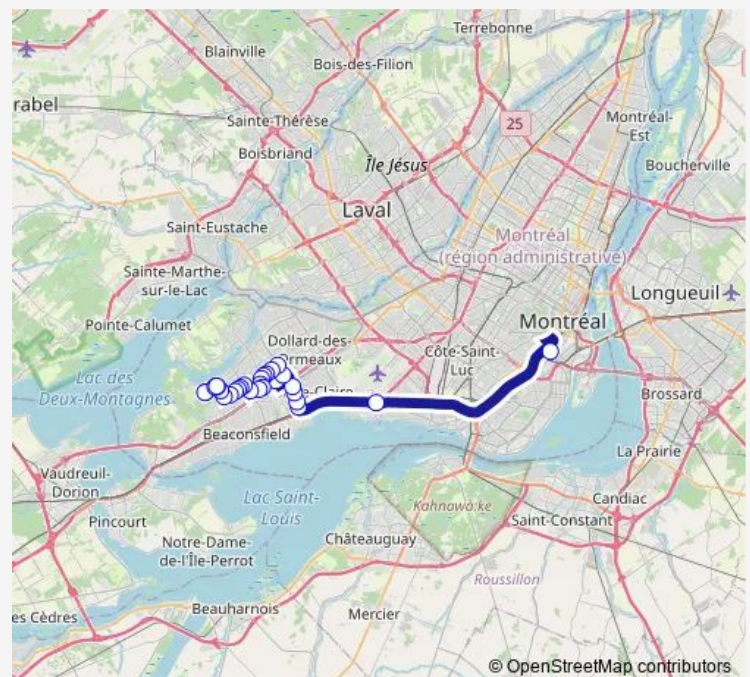 Terrebonne
Blainville
Bois-des-Filion
rabel
Sainte-Thérèse
25
Montréal-
Est
Boisbriand
Île Jésus
Boucherville
Laval
Saint-Eustache
Montréal
(région administrative)
Sainte-Marthe-
sur-le-Lac
Longueuil
Pointe-Calumet
Montréal
Dollard-des-
Ormeaux
Côte-Saint-
Luc
Lac des
Deux-Montagnes
e-Claire
Brossard
Beaconsfield
La Prairie
Vaudreuil-
Dorion
Lac Saint-
Louis
Kahnawà:ke
Candiac
Pincourt
Saint-Constant
Notre-Dame-
de-l'Île-Perrot
Châteauguay
Roussillon
Beauharnois
es Cèdres
Mercier
© OpenStreetMap contributors